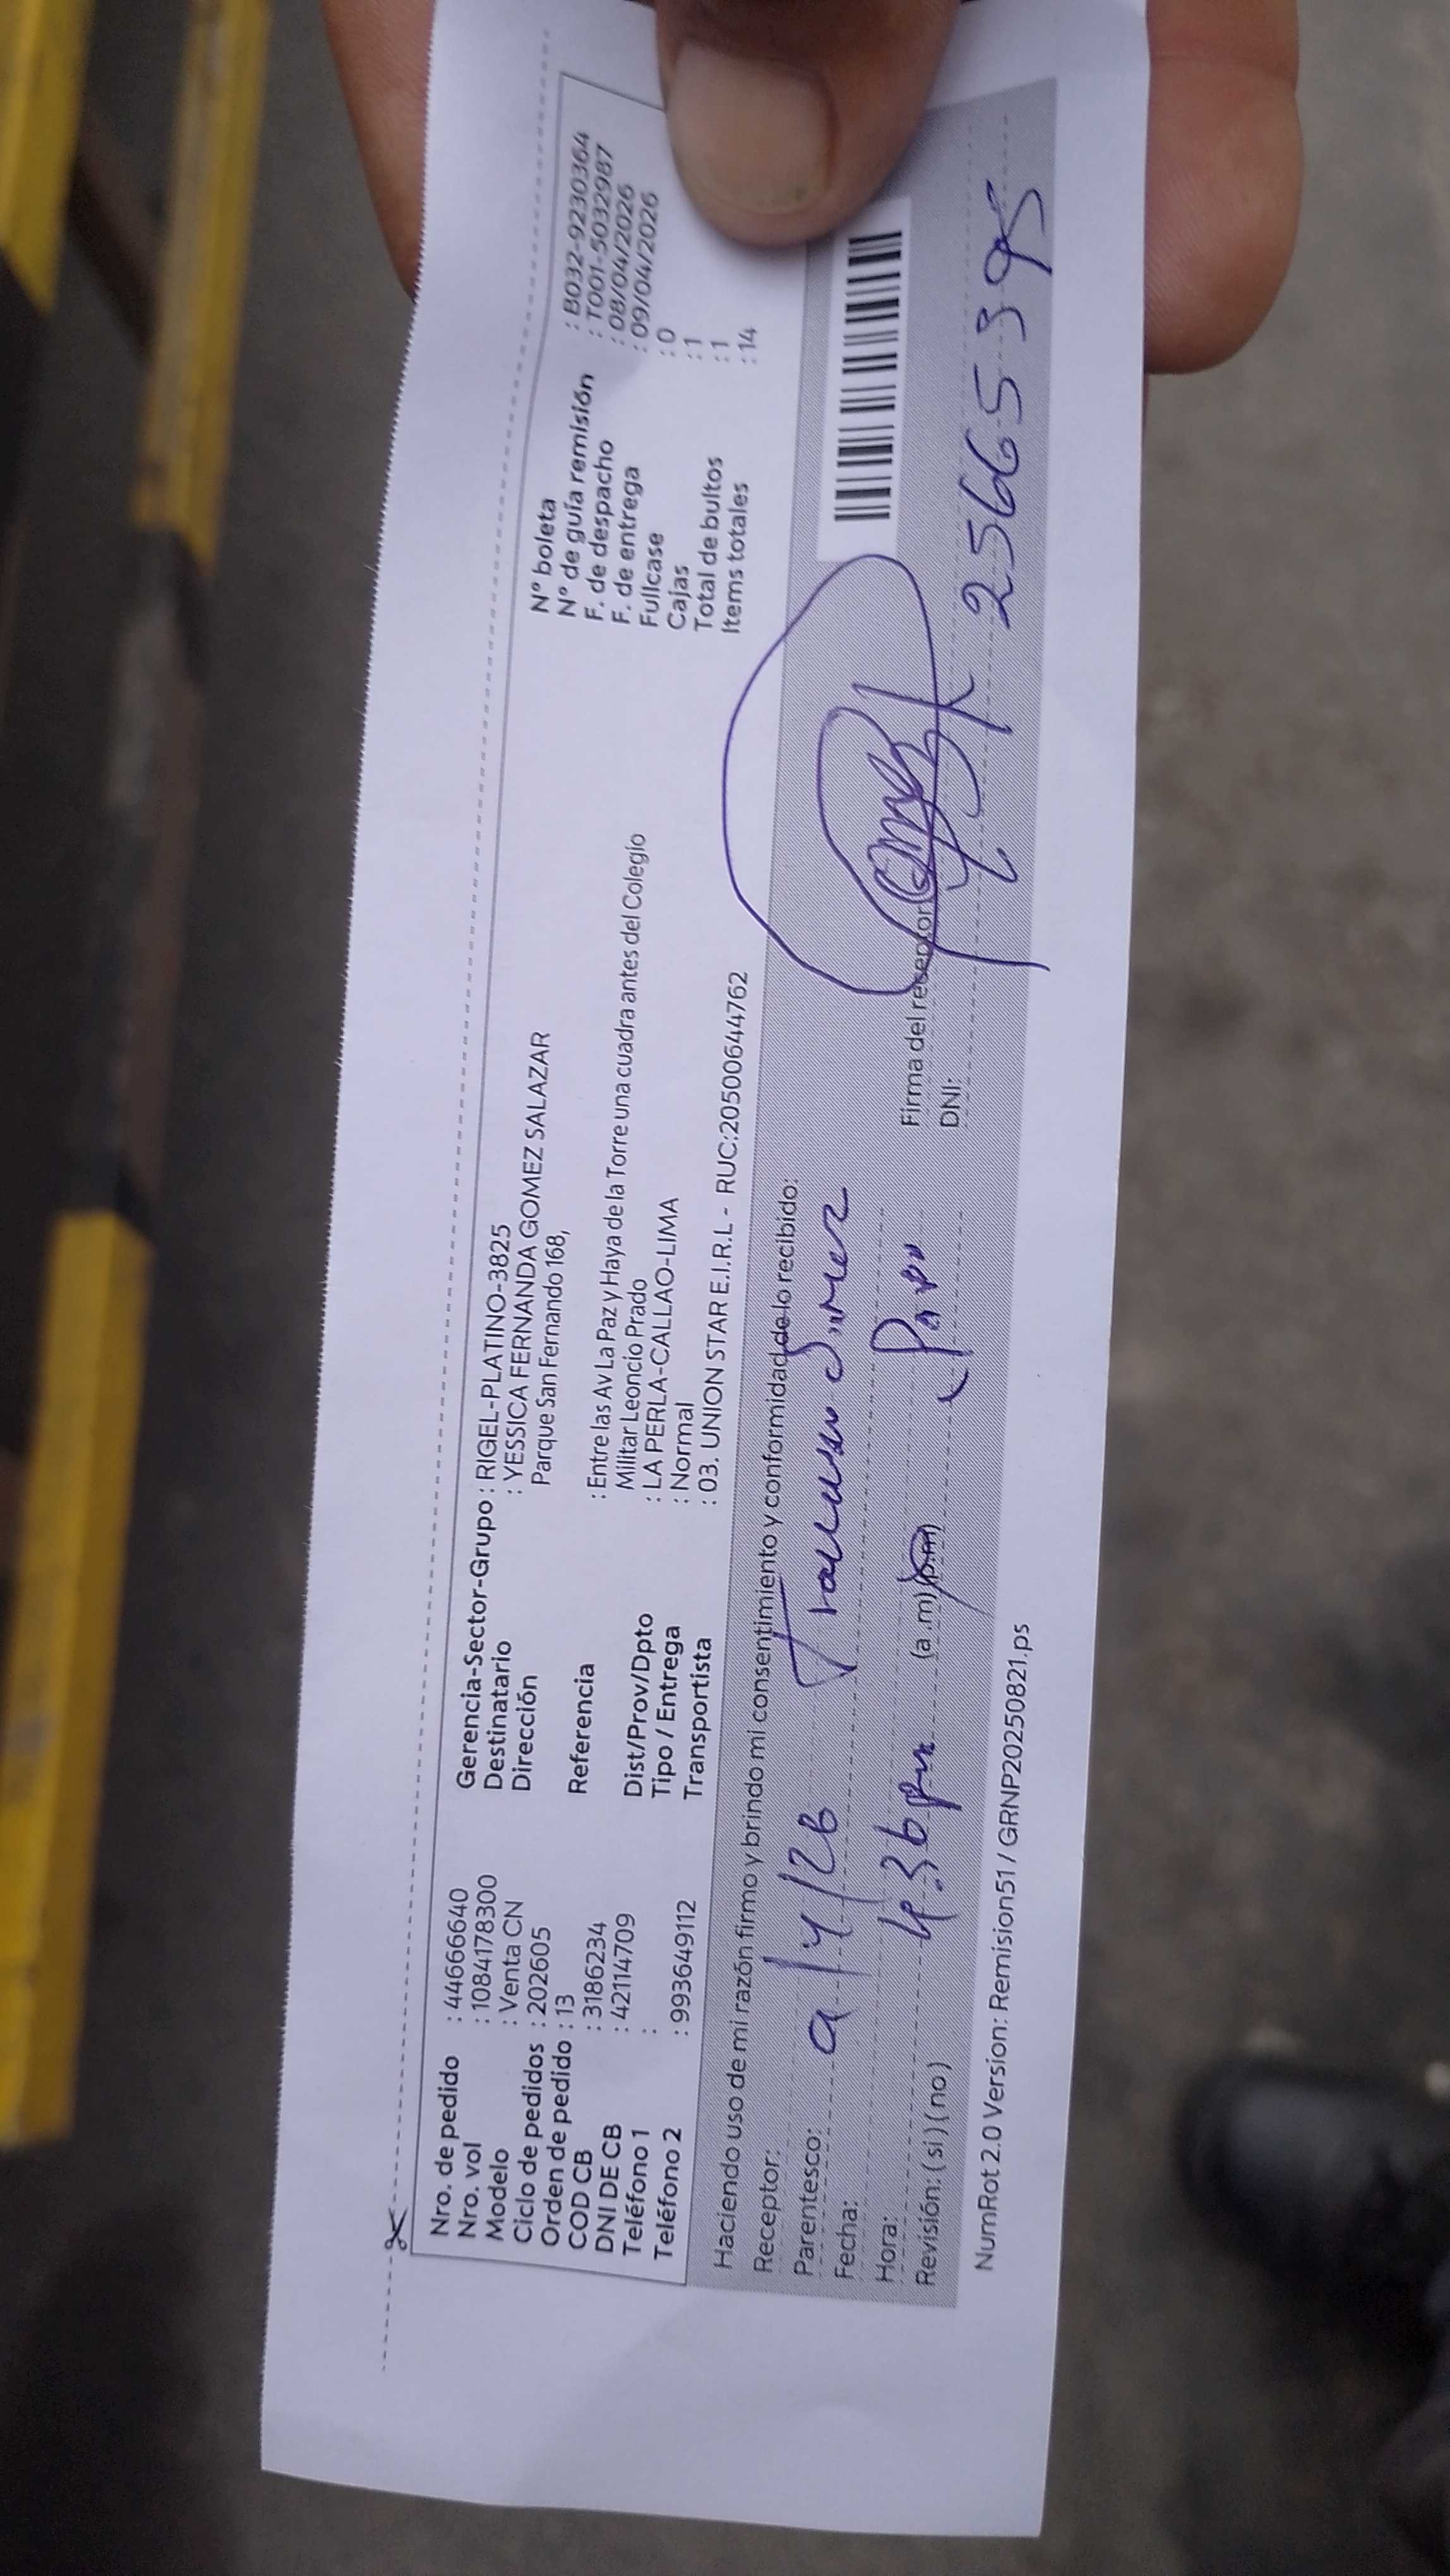 Nro. de pedido : 44666640
Nro. vol : 1084178300
Modelo : Venta CN
Ciclo de pedidos : 202605
Orden de pedido : 13
COD CB : 3186234
DNI DE CB : 42114709
Teléfono 1 :
Teléfono 2 : 993649112
Gerencia-Sector-Grupo : RIGEL-PLATINO-3825
Destinatario : YESSICA FERNANDA GOMEZ SALAZAR
Dirección Parque San Fernando 168,
Referencia : Entre las Av La Paz y Haya de la Torre una cuadra antes del Colegio
Militar Leoncio Prado
Dist/Prov/Dpto : LA PERLA-CALLAO-LIMA
Tipo / Entrega : Normal
Transportista : 03. UNION STAR E.I.R.L - RUC:20500644762
N° boleta : B032-9230364
N° de guía remisión : T001-5032987
F. de despacho : 08/04/2026
F. de entrega : 09/04/2026
Fullcase : 0
Cajas : 1
Total de bultos : 1
Items totales : 14
Haciendo uso de mi razón firmo y brindo mi consentimiento y conformidad de lo recibido:
Receptor:
Parentesco:
Fecha: 9/4/26
Hora: 4:36pm (a.m) (p.m)
Revisión: (si) (no)
Firma del receptor
DNI: 25665395
NumRot 2.0 Version: Remision51 / GRNP20250821.ps